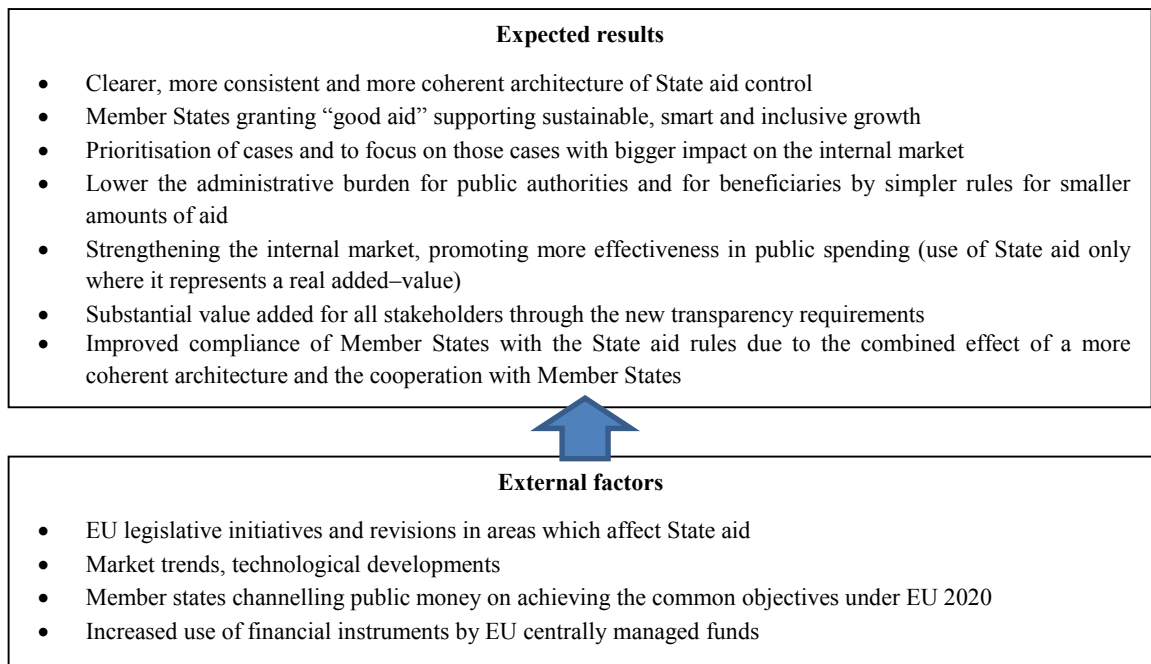 Expected results
• Clearer, more consistent and more coherent architecture of State aid control
• Member States granting “good aid” supporting sustainable, smart and inclusive growth
• Prioritisation of cases and to focus on those cases with bigger impact on the internal market
• Lower the administrative burden for public authorities and for beneficiaries by simpler rules for smaller
amounts of aid
• Strengthening the internal market, promoting more effectiveness in public spending (use of State aid only
where it represents a real added–value)
• Substantial value added for all stakeholders through the new transparency requirements
• Improved compliance of Member States with the State aid rules due to the combined effect of a more
coherent architecture and the cooperation with Member States
External factors
• EU legislative initiatives and revisions in areas which affect State aid
• Market trends, technological developments
• Member states channelling public money on achieving the common objectives under EU 2020
• Increased use of financial instruments by EU centrally managed funds